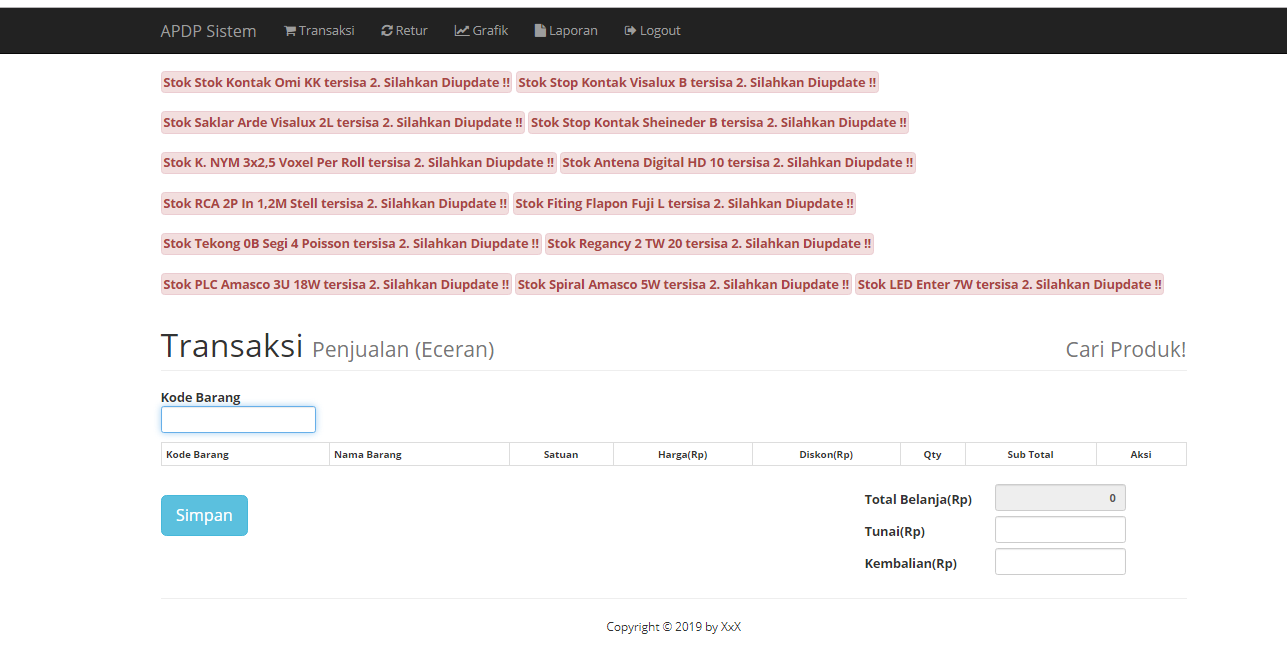 APDP Sistem Transaksi Retur Grafik Laporan Logout
Stok Stok Kontak Omi KK tersisa 2. Silahkan Diupdate !! Stok Stop Kontak Visalux B tersisa 2. Silahkan Diupdate !!
Stok Saklar Arde Visalux 2L tersisa 2. Silahkan Diupdate !! Stok Stop Kontak Sheineder B tersisa 2. Silahkan Diupdate !!
Stok K. NYM 3x2,5 Voxel Per Roll tersisa 2. Silahkan Diupdate !! Stok Antena Digital HD 10 tersisa 2. Silahkan Diupdate !!
Stok RCA 2P In 1,2M Stell tersisa 2. Silahkan Diupdate !! Stok Fiting Flapon Fuji L tersisa 2. Silahkan Diupdate !!
Stok Tekong 0B Segi 4 Poisson tersisa 2. Silahkan Diupdate !! Stok Regancy 2 TW 20 tersisa 2. Silahkan Diupdate !!
Stok PLC Amasco 3U 18W tersisa 2. Silahkan Diupdate !! Stok Spiral Amasco 5W tersisa 2. Silahkan Diupdate !! Stok LED Enter 7W tersisa 2. Silahkan Diupdate !!
Transaksi Penjualan (Eceran) Cari Produk!
Kode Barang
Kode Barang Nama Barang Satuan Harga(Rp) Diskon(Rp) Qty Sub Total Aksi
Simpan
Total Belanja(Rp) 0
Tunai(Rp)
Kembalian(Rp)
Copyright © 2019 by XxX